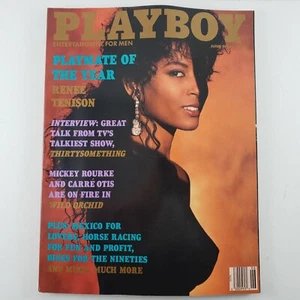 PLAYBOY
ENTERTAINMENT FOR MEN
JUNE
PLAYMATE OF
THE YEAR
RENEE
TENISON
INTERVIEW: GREAT
TALK FROM TV'S
TALKIEST SHOW,
THIRTYSOMETHING
MICKEY ROURKE
AND CARRE OTIS
ARE ON FIRE IN
WILD ORCHID
PLUS MEXICO FOR
LOVERS, HORSE RACING
FOR FUN AND PROFIT,
FOR THE NINETIES
AND MUCH, MUCH MORE